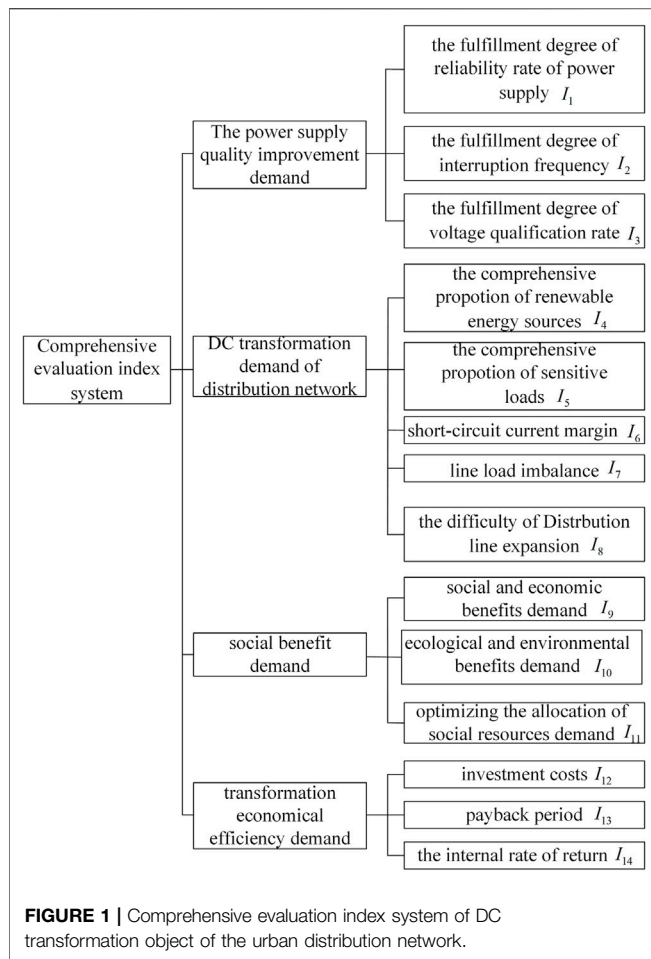 the fulfillment degree of
reliability rate of power
supply I1
The power supply
quality improvement
demand
the fulfillment degree of
interruption frequency I2
the fulfillment degree of
voltage qualification rate I3
the comprehensive
propotion of renewable
energy sources I4
Comprehensive
evaluation index
system
DC transformation
demand of
distribution network
the comprehensive
propotion of sensitive
loads I5
short-circuit current margin I6
line load imbalance I7
the difficulty of Distrbution
line expansion I8
social and economic
benefits demand I9
social benefit
demand
ecological and environmental
benefits demand I10
optimizing the allocation of
social resources demand I11
transformation
economical
efficiency demand
investment costs I12
payback period I13
the internal rate of return I14
FIGURE 1 | Comprehensive evaluation index system of DC
transformation object of the urban distribution network.